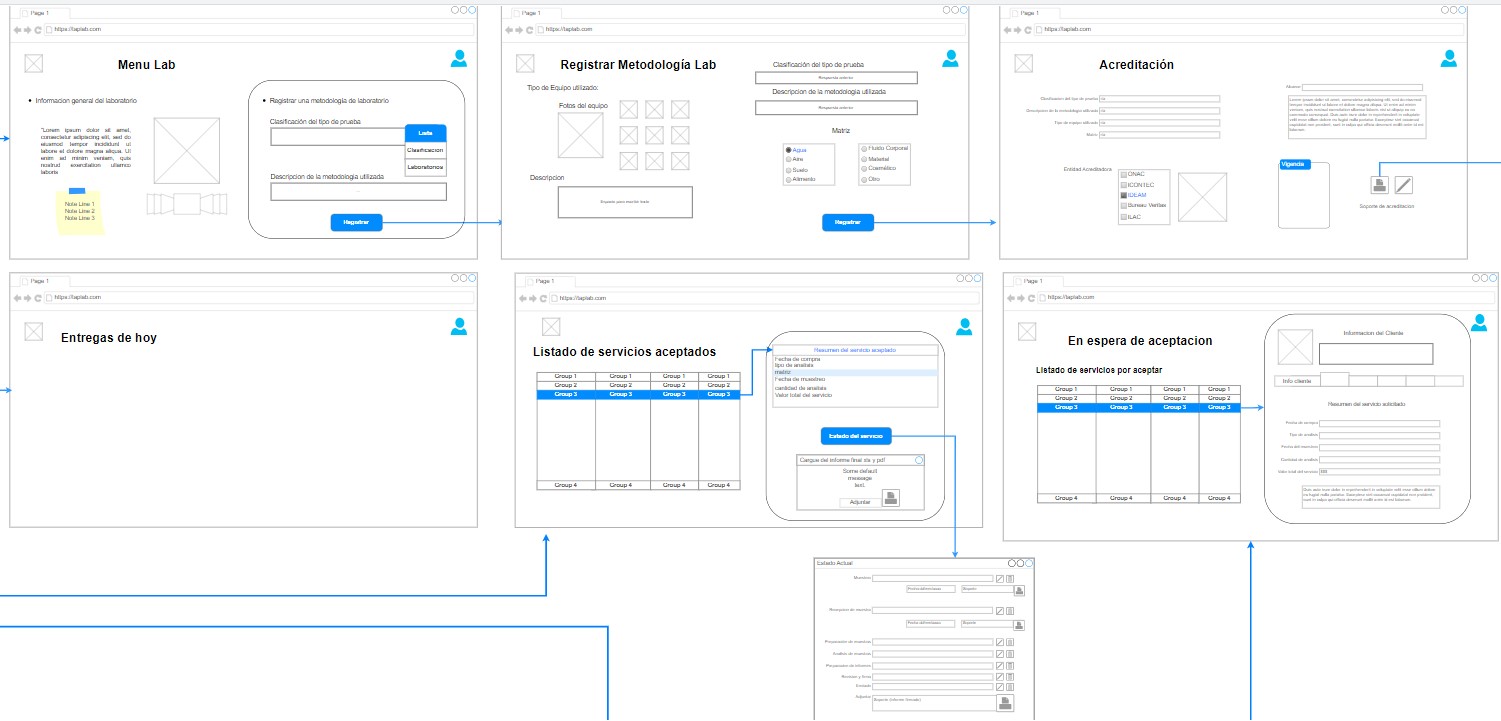 Page 1
https://laplab.com
Menu Lab
Informacion general del laboratorio
"Lorem ipsum dolor sit amet,
consectetur adipiscing elit, sed do
eiusmod tempor incididunt ut
labore et dolore magna aliqua. Ut
enim ad minim veniam, quis
nostrud exercitation ullamco
laboris
Note Line 1
Note Line 2
Note Line 3
Registrar una metodología de laboratorio
Clasificación del tipo de prueba
Lista
Clasificacion
Laboratorios
Descripcion de la metodologia utilizada
...
Registrar
Page 1
https://laplab.com
Registrar Metodología Lab
Tipo de Equipo utilizado:
Fotos del equipo
Descripcion
Espacio para escribir texto
Clasificación del tipo de prueba
Respuesta anterior
Descripcion de la metodologia utilizada
Respuesta anterior
Matriz
Agua
Aire
Suelo
Alimento
Fluido Corporal
Material
Cosmético
Otro
Registrar
Page 1
https://laplab.com
Acreditación
Clasificacion del tipo de prueba
Descripcion de la metodologia utilizada
Tipo de equipo utilizado
Matriz
Alcance
Entidad Acreditadora
ONAC
ICONTEC
IDEAM
Bureau Veritas
ILAC
Vigencia
Soporte de acreditacion
Page 1
https://laplab.com
Entregas de hoy
Page 1
https://laplab.com
Listado de servicios aceptados
Group 1 Group 1 Group 1 Group 1
Group 2 Group 2 Group 2 Group 2
Group 3 Group 3 Group 3 Group 3
Group 4 Group 4 Group 4 Group 4
Resumen del servicio aceptado
Fecha de compra
tipo de analisis
matriz
Fecha de muestreo
cantidad de analisis
Valor total del servicio
Estado del servicio
Cargue del informe final xls y pdf
Some default
message
text.
Adjuntar
Page 1
https://laplab.com
En espera de aceptacion
Listado de servicios por aceptar
Group 1 Group 1 Group 1 Group 1
Group 2 Group 2 Group 2 Group 2
Group 3 Group 3 Group 3 Group 3
Group 4 Group 4 Group 4 Group 4
Informacion del Cliente
Info cliente
Resumen del servicio solicitado
Fecha de compra
Tipo de analisis
Fecha del muestreo
Cantidad de analisis
Valor total del servicio
Estado Actual
Muestreo
Soporte
Recepcion de muestra
Soporte
Preparación de muestras
Analisis de muestras
Preparacion de informe
Revision y firma
Enviado
Adjuntar